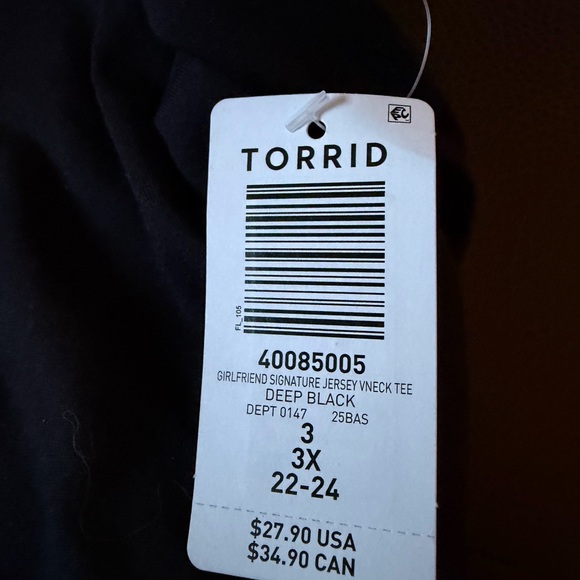 TORRID
FL_105
40085005
GIRLFRIEND SIGNATURE JERSEY VNECK TEE
DEEP BLACK
DEPT 0147 25BAS
3
3X
22-24
$27.90 USA
$34.90 CAN